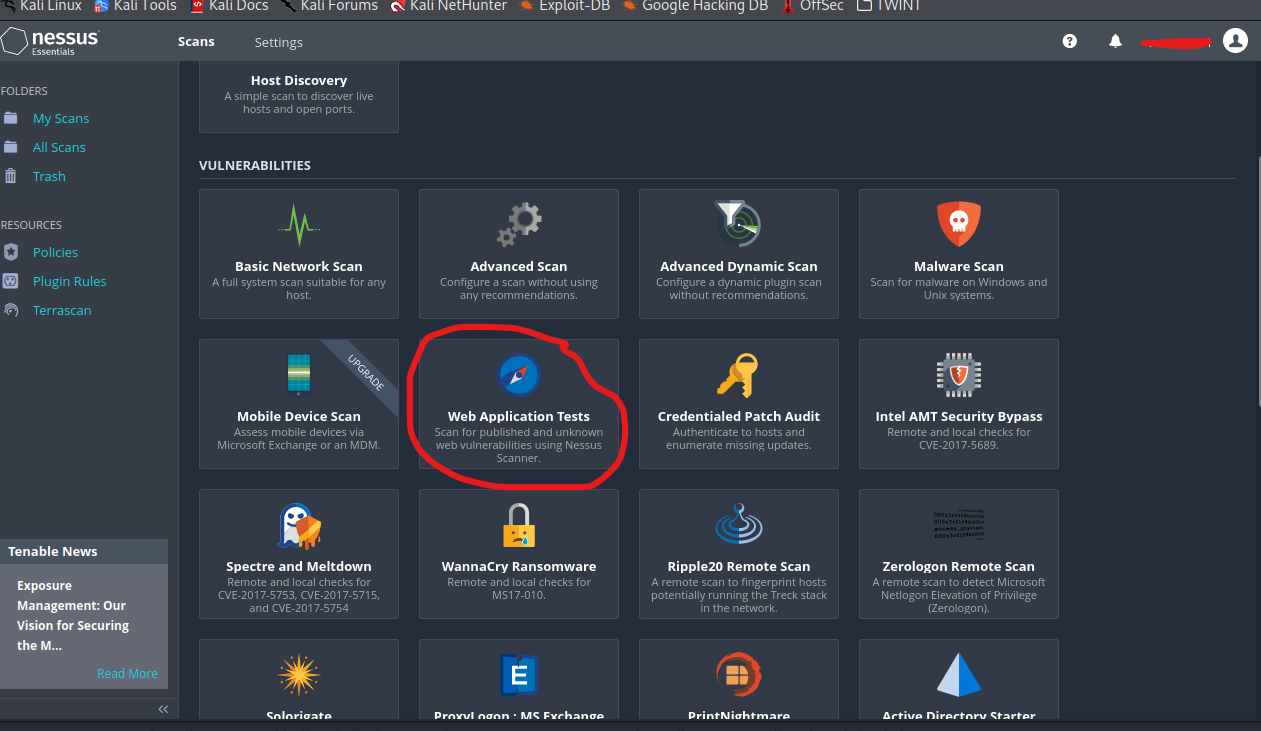 Kali Linux Kali Tools Kali Docs Kali Forums Kali NetHunter Exploit-DB Google Hacking DB OffSec TWINT
nessus
Essentials
Scans Settings
FOLDERS
My Scans
All Scans
Trash
RESOURCES
Policies
Plugin Rules
Terrascan
Tenable News
Exposure
Management: Our
Vision for Securing
the M...
Read More
Host Discovery
A simple scan to discover live
hosts and open ports.
VULNERABILITIES
Basic Network Scan
A full system scan suitable for any
host.
Advanced Scan
Configure a scan without using
any recommendations.
Advanced Dynamic Scan
Configure a dynamic plugin scan
without recommendations.
Malware Scan
Scan for malware on Windows and
Unix systems.
UPGRADE
Mobile Device Scan
Assess mobile devices via
Microsoft Exchange or an MDM.
Web Application Tests
Scan for published and unknown
web vulnerabilities using Nessus
Scanner.
Credentialed Patch Audit
Authenticate to hosts and
enumerate missing updates.
Intel AMT Security Bypass
Remote and local checks for
CVE-2017-5689.
Spectre and Meltdown
Remote and local checks for
CVE-2017-5753, CVE-2017-5715,
and CVE-2017-5754
WannaCry Ransomware
Remote and local checks for
MS17-010.
Ripple20 Remote Scan
A remote scan to fingerprint hosts
potentially running the Treck stack
in the network.
Zerologon Remote Scan
A remote scan to detect Microsoft
Netlogon Elevation of Privilege
(Zerologon).
Solorigate
ProxyLogon : MS Exchange
PrintNightmare
Active Directory Starter